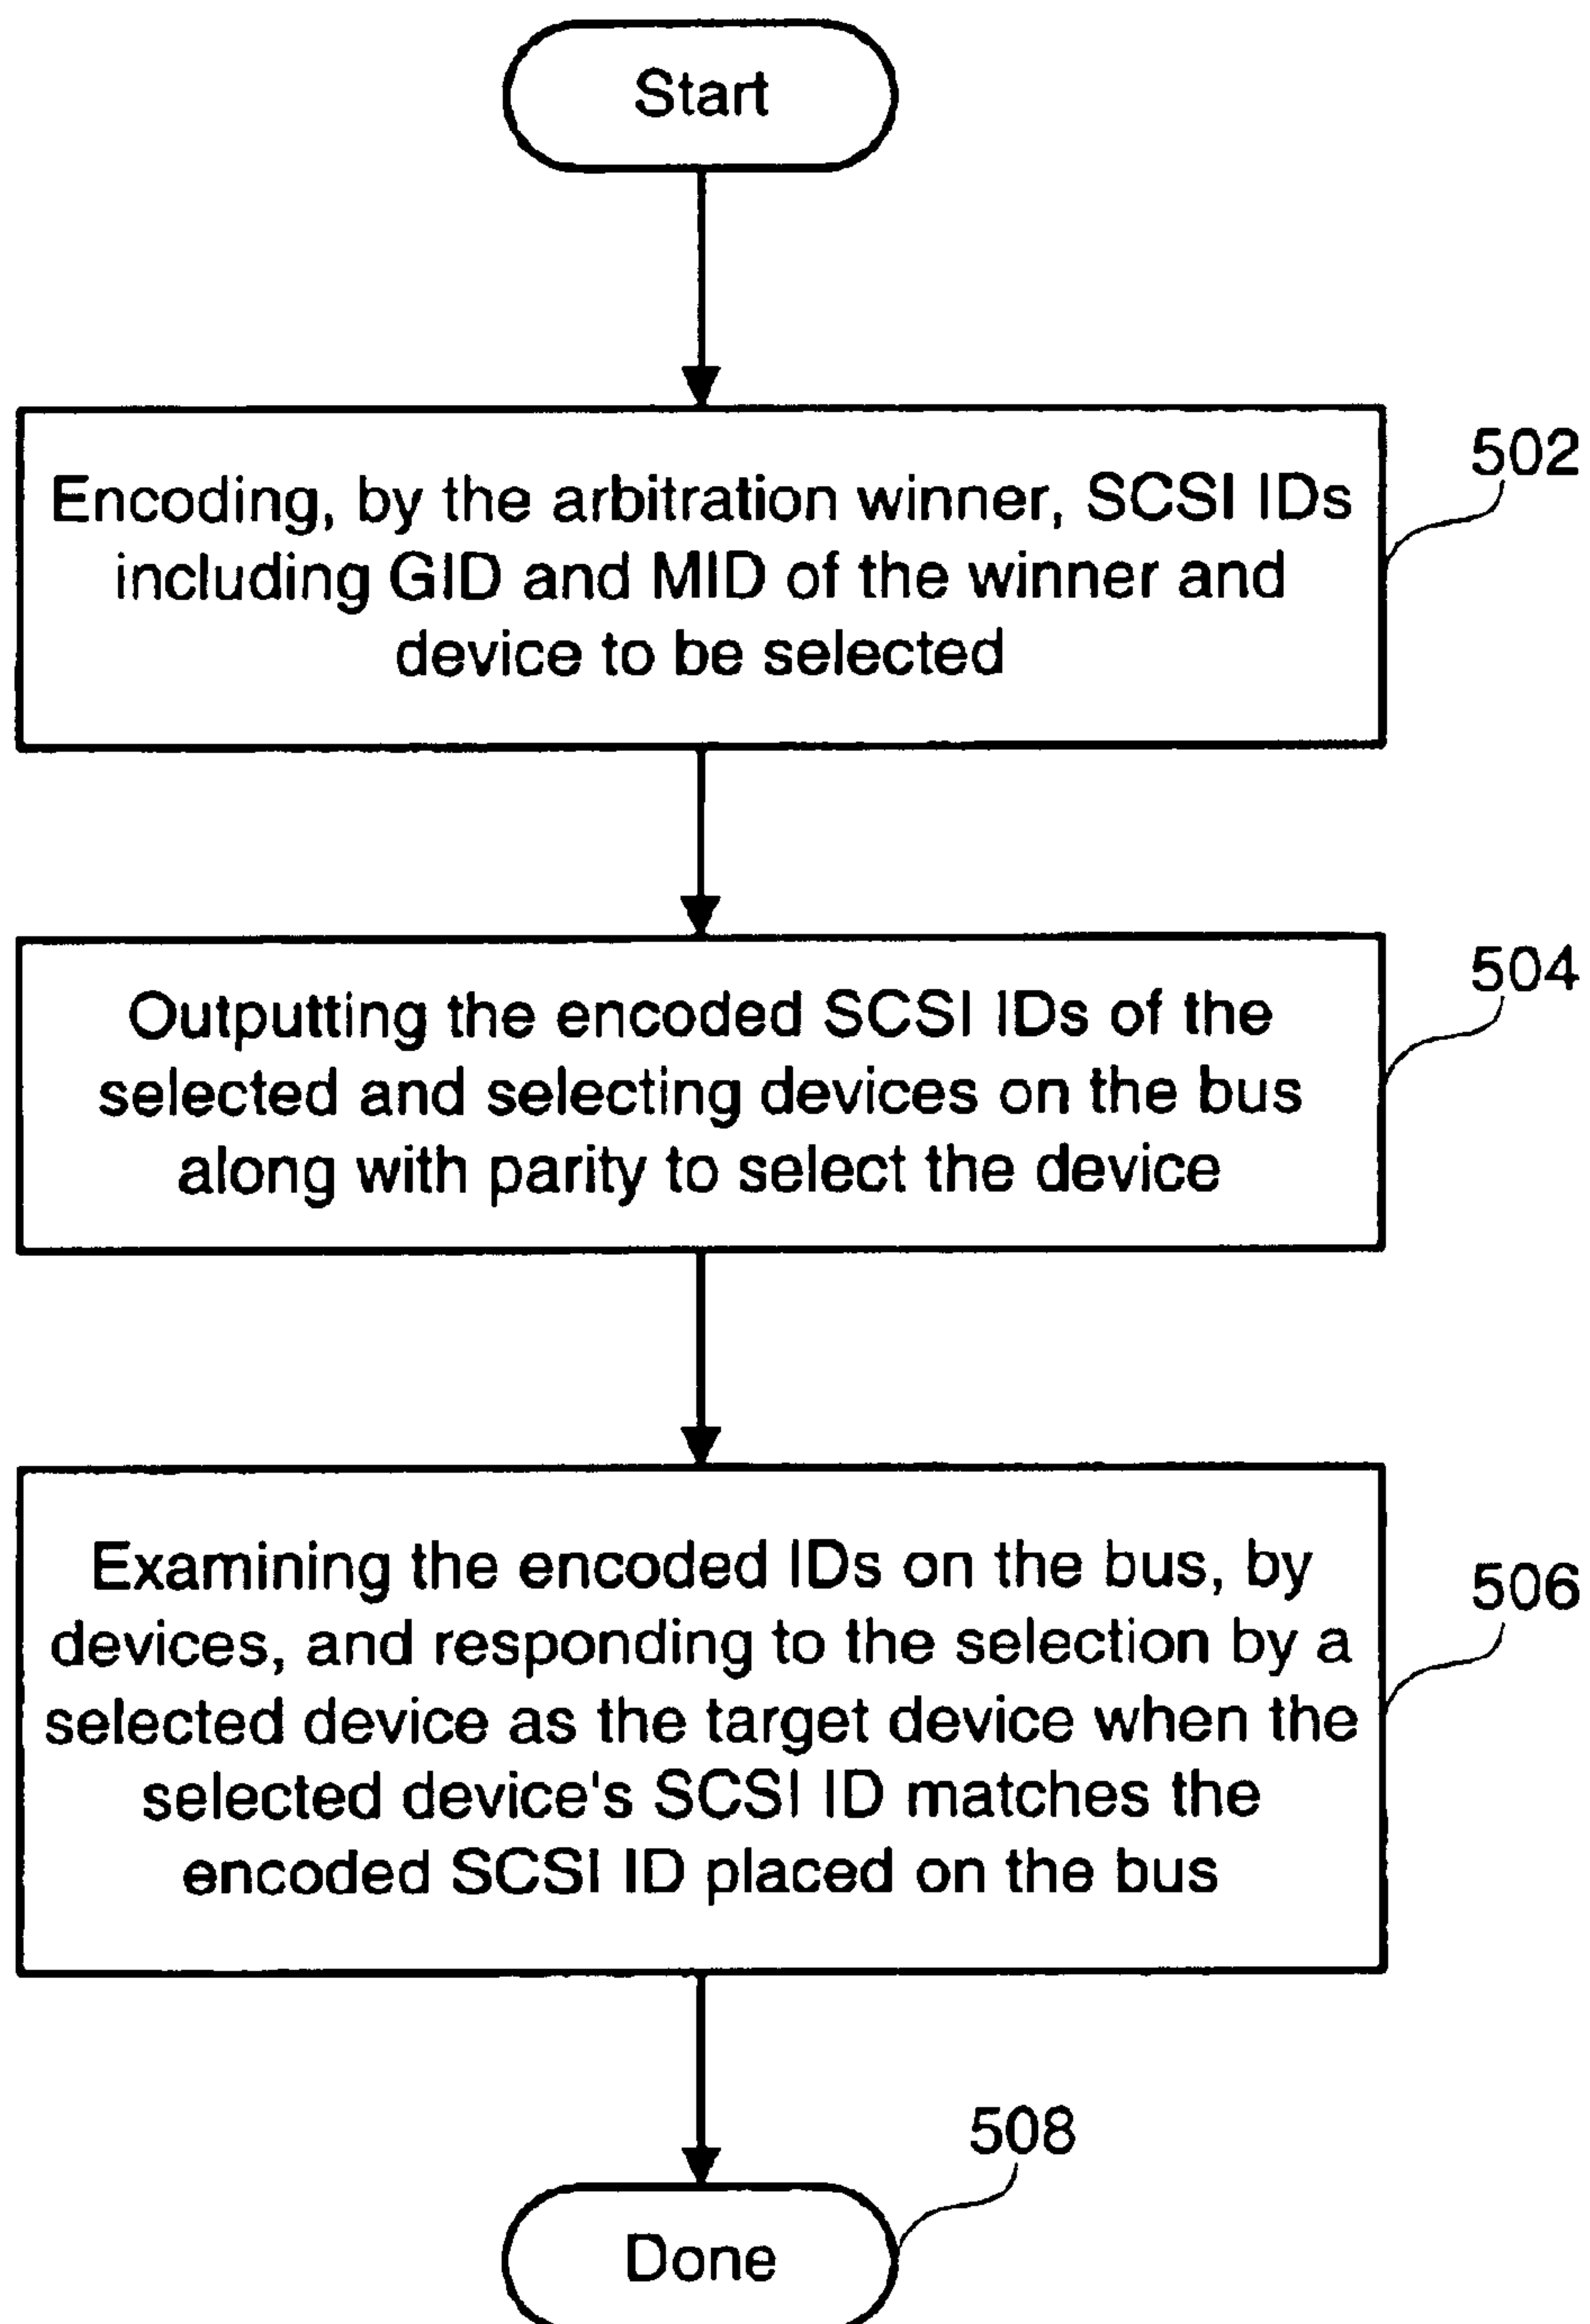 Start
502
Encoding, by the arbitration winner, SCSI IDs
including GID and MID of the winner and
device to be selected
504
Outputting the encoded SCSI IDs of the
selected and selecting devices on the bus
along with parity to select the device
506
Examining the encoded IDs on the bus, by
devices, and responding to the selection by a
selected device as the target device when the
selected device's SCSI ID matches the
encoded SCSI ID placed on the bus
508
Done